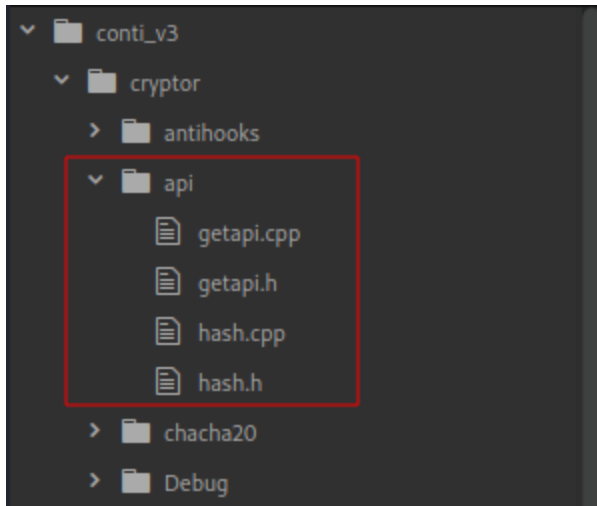 conti_v3
cryptor
antihooks
api
getapi.cpp
getapi.h
hash.cpp
hash.h
chacha20
Debug